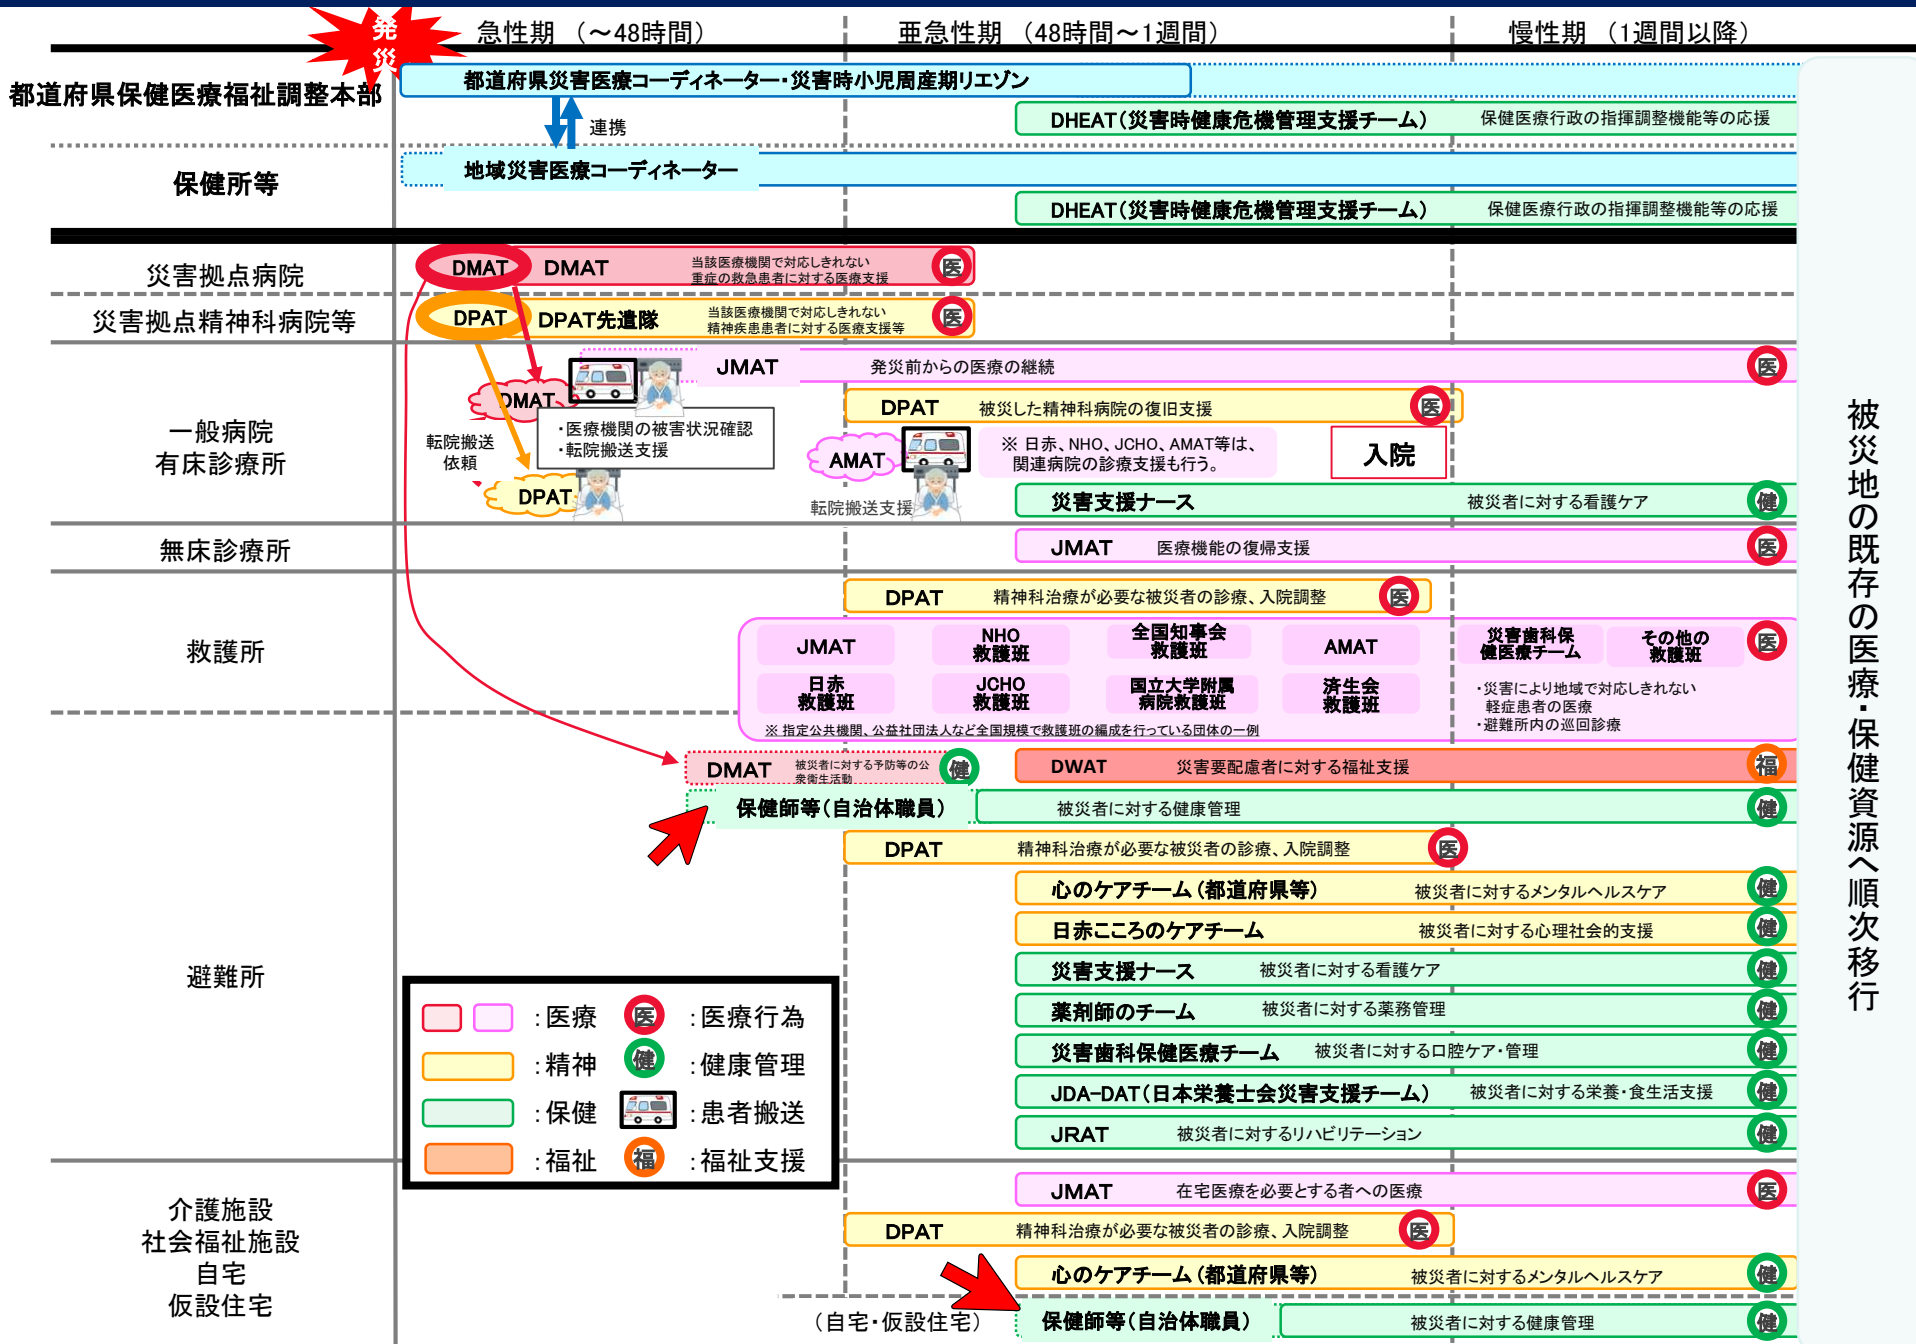 発災
急性期（～48時間）
亜急性期（48時間～1週間）
慢性期（1週間以降）
都道府県保健医療福祉調整本部
都道府県災害医療コーディネーター・災害時小児周産期リエゾン
連携
DHEAT（災害時健康危機管理支援チーム）
保健医療行政の指揮調整機能等の応援
保健所等
地域災害医療コーディネーター
DHEAT（災害時健康危機管理支援チーム）
保健医療行政の指揮調整機能等の応援
災害拠点病院
DMAT
DMAT
当該医療機関で対応しきれない
重症の救急患者に対する医療支援
医
災害拠点精神科病院等
DPAT
DPAT先遣隊
当該医療機関で対応しきれない
精神疾患患者に対する医療支援等
医
一般病院
有床診療所
JMAT
発災前からの医療の継続
医
DMAT
・医療機関の被害状況確認
・転院搬送支援
転院搬送
依頼
DPAT
DPAT
被災した精神科病院の復旧支援
医
AMAT
転院搬送支援
※ 日赤、NHO、JCHO、AMAT等は、
関連病院の診療支援も行う。
入院
災害支援ナース
被災者に対する看護ケア
健
無床診療所
JMAT
医療機能の復帰支援
医
救護所
DPAT
精神科治療が必要な被災者の診療、入院調整
医
JMAT
NHO
救護班
全国知事会
救護班
AMAT
災害歯科保
健医療チーム
その他の
救護班
医
日赤
救護班
JCHO
救護班
国立大学附属
病院救護班
済生会
救護班
・災害により地域で対応しきれない
軽症患者の医療
・避難所内の巡回診療
※ 指定公共機関、公益社団法人など全国規模で救護班の編成を行っている団体の一例
避難所
DMAT
被災者に対する予防等の公
衆衛生活動
健
DWAT
災害要配慮者に対する福祉支援
福
保健師等（自治体職員）
被災者に対する健康管理
健
DPAT
精神科治療が必要な被災者の診療、入院調整
医
心のケアチーム（都道府県等）
被災者に対するメンタルヘルスケア
健
日赤こころのケアチーム
被災者に対する心理社会的支援
健
災害支援ナース
被災者に対する看護ケア
健
薬剤師のチーム
被災者に対する薬務管理
健
災害歯科保健医療チーム
被災者に対する口腔ケア・管理
健
JDA-DAT（日本栄養士会災害支援チーム）
被災者に対する栄養・食生活支援
健
JRAT
被災者に対するリハビリテーション
健
：医療
医
：医療行為
：精神
健
：健康管理
：保健
：患者搬送
：福祉
福
：福祉支援
介護施設
社会福祉施設
自宅
仮設住宅
JMAT
在宅医療を必要とする者への医療
医
DPAT
精神科治療が必要な被災者の診療、入院調整
医
心のケアチーム（都道府県等）
被災者に対するメンタルヘルスケア
健
（自宅・仮設住宅）
保健師等（自治体職員）
被災者に対する健康管理
健
被災地の既存の医療・保健資源へ順次移行